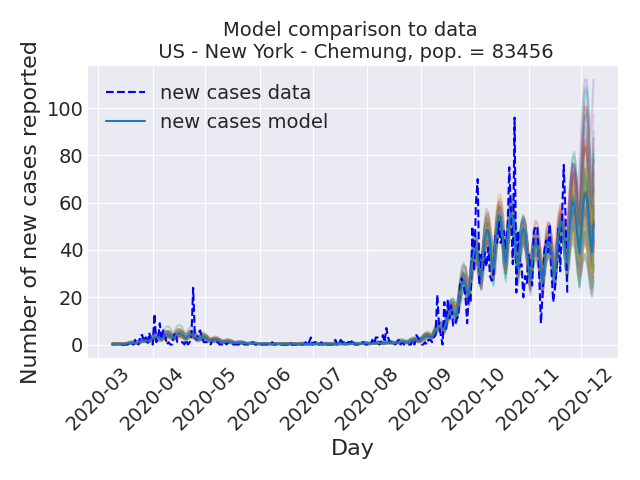 Model comparison to data
US - New York - Chemung, pop. = 83456
Number of new cases reported
new cases data
new cases model
100
80
60
40
20
0
2020-03
2020-04
2020-05
2020-06
2020-07
2020-08
2020-09
2020-10
2020-11
2020-12
Day